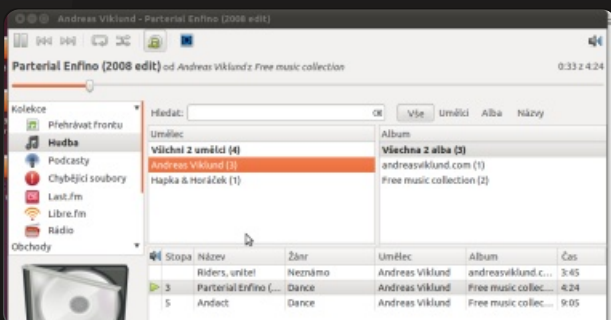 Andreas Viklund - Parterial Enfino (2008 edit)
Parterial Enfino (2008 edit) od Andreas Viklund z Free music collection 0:33 z 4:24
Kolekce
Přehrávat frontu
Hudba
Podcasty
Chybějící soubory
Last.fm
Libre.fm
Rádio
Obchody
Hledat: Vše Umělci Alba Názvy
Umělec Album
Všichni 2 umělci (4) Všechna 2 alba (3)
Andreas Viklund (3) andreasviklund.com (1)
Hapka & Horáček (1) Free music collection (2)
Stopa Název Žánr Umělec Album Čas
Riders, unite! Neznámo Andreas Viklund andreasviklund.c... 3:45
3 Parterial Enfino (... Dance Andreas Viklund Free music collec... 4:24
5 Andact Dance Andreas Viklund Free music collec... 9:05